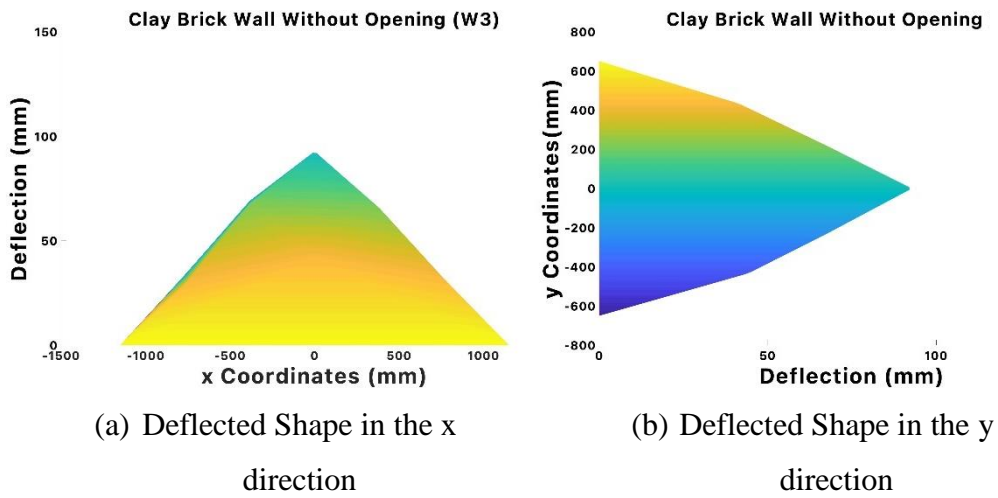 Clay Brick Wall Without Opening (W3)
150
100
50
0
Deflection (mm)
-1500
-1000
-5000
0
500
1000
x Coordinates (mm)
(a) Deflected Shape in the x
direction
Clay Brick Wall Without Opening
800
600
400
200
0
-200
-400
-600
-800
y Coordinates(mm)
0
50
100
Deflection (mm)
(b) Deflected Shape in the y
direction